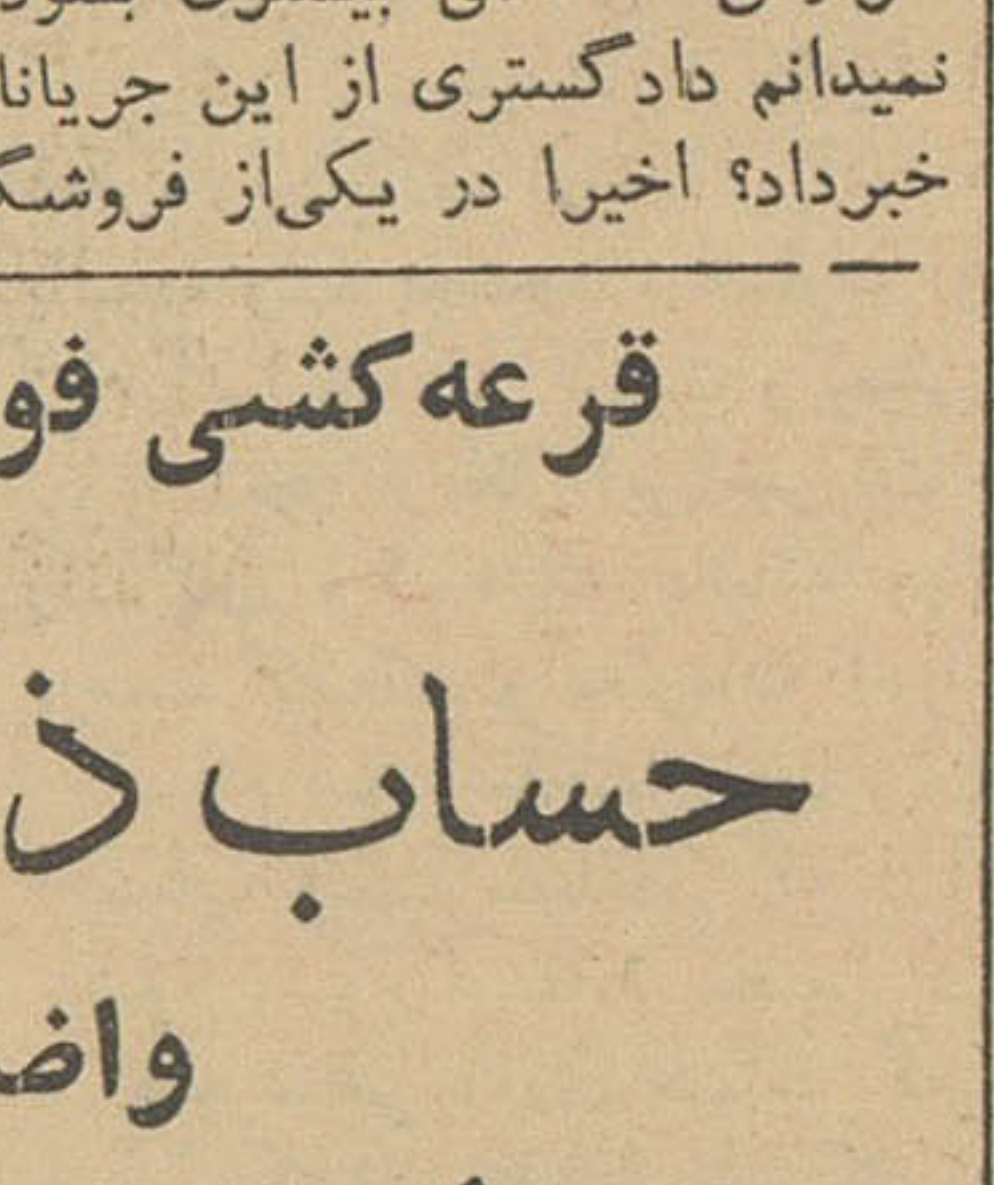 نمیدانم دادگستری از این جریانا
خبرداد؟ اخیرا در یکی‌از فروشگ
قرعه‌کشی فو
حساب ذ
واض